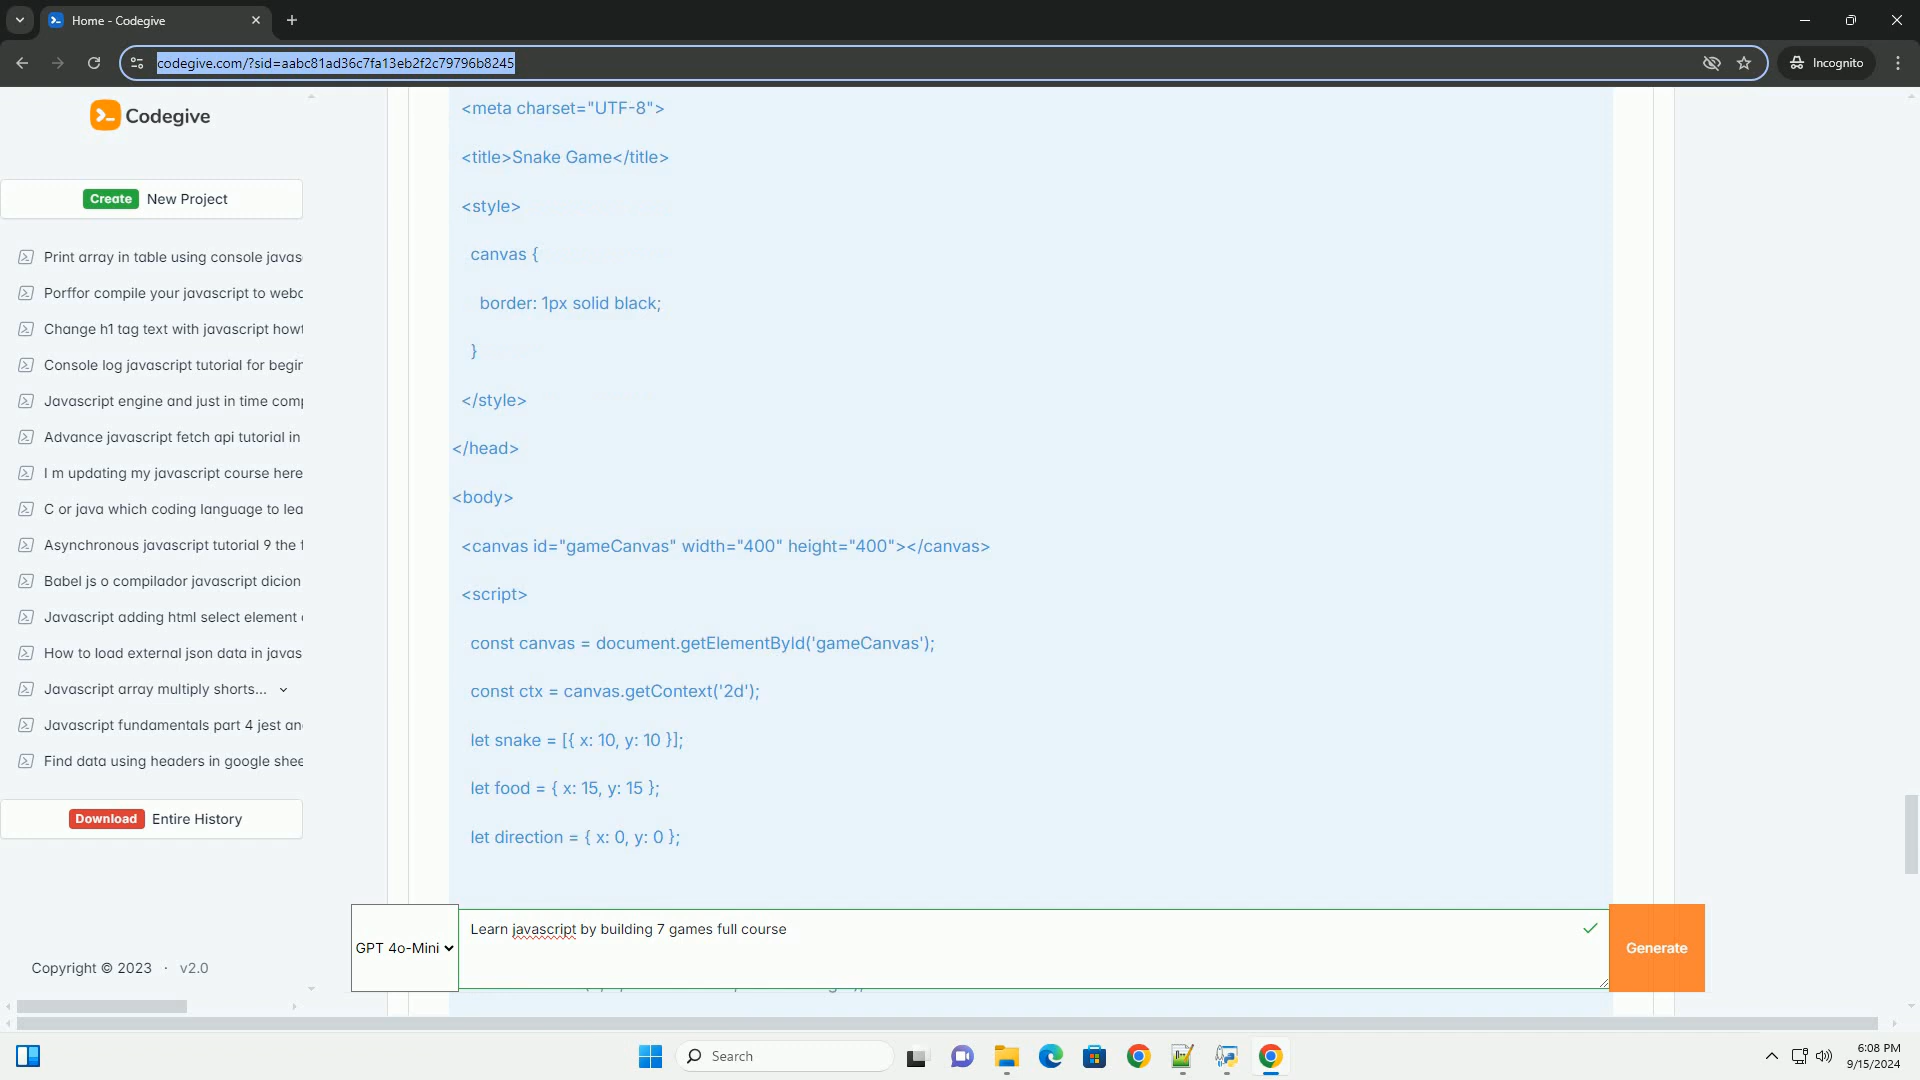 Home - Codegive
codegive.com/?sid=aabc81ad36c7fa13eb2f2c79796b8245
Incognito
Codegive
Create New Project
Print array in table using console javas
Porffor compile your javascript toweba
Change h1 tag text with javascript howt
Console log javascript tutorial for begin
Javascript engine and just in time comp
Advance javascript fetch api tutorial in
I m updating my javascript course here
C or java which coding language to lea
Asynchronous javascript tutorial 9 the f
Babel js o compilador javascript dicion
Javascript adding html select element
How to load external json data in javas
Javascript array multiply shorts...
Javascript fundamentals part 4 jest an
Find data using headers in google shee
Download Entire History
Copyright © 2023 · v2.0
<meta charset="UTF-8">
<title>Snake Game</title>
<style>
canvas {
border: 1px solid black;
}
</style>
</head>
<body>
<canvas id="gameCanvas" width="400" height="400"></canvas>
<script>
const canvas = document.getElementById('gameCanvas');
const ctx = canvas.getContext('2d');
let snake = [{ x: 10, y: 10 }];
let food = { x: 15, y: 15 };
let direction = { x: 0, y: 0 };
GPT 4o-Mini
Learn javascript by building 7 games full course
Generate
Search
6:08 PM
9/15/2024